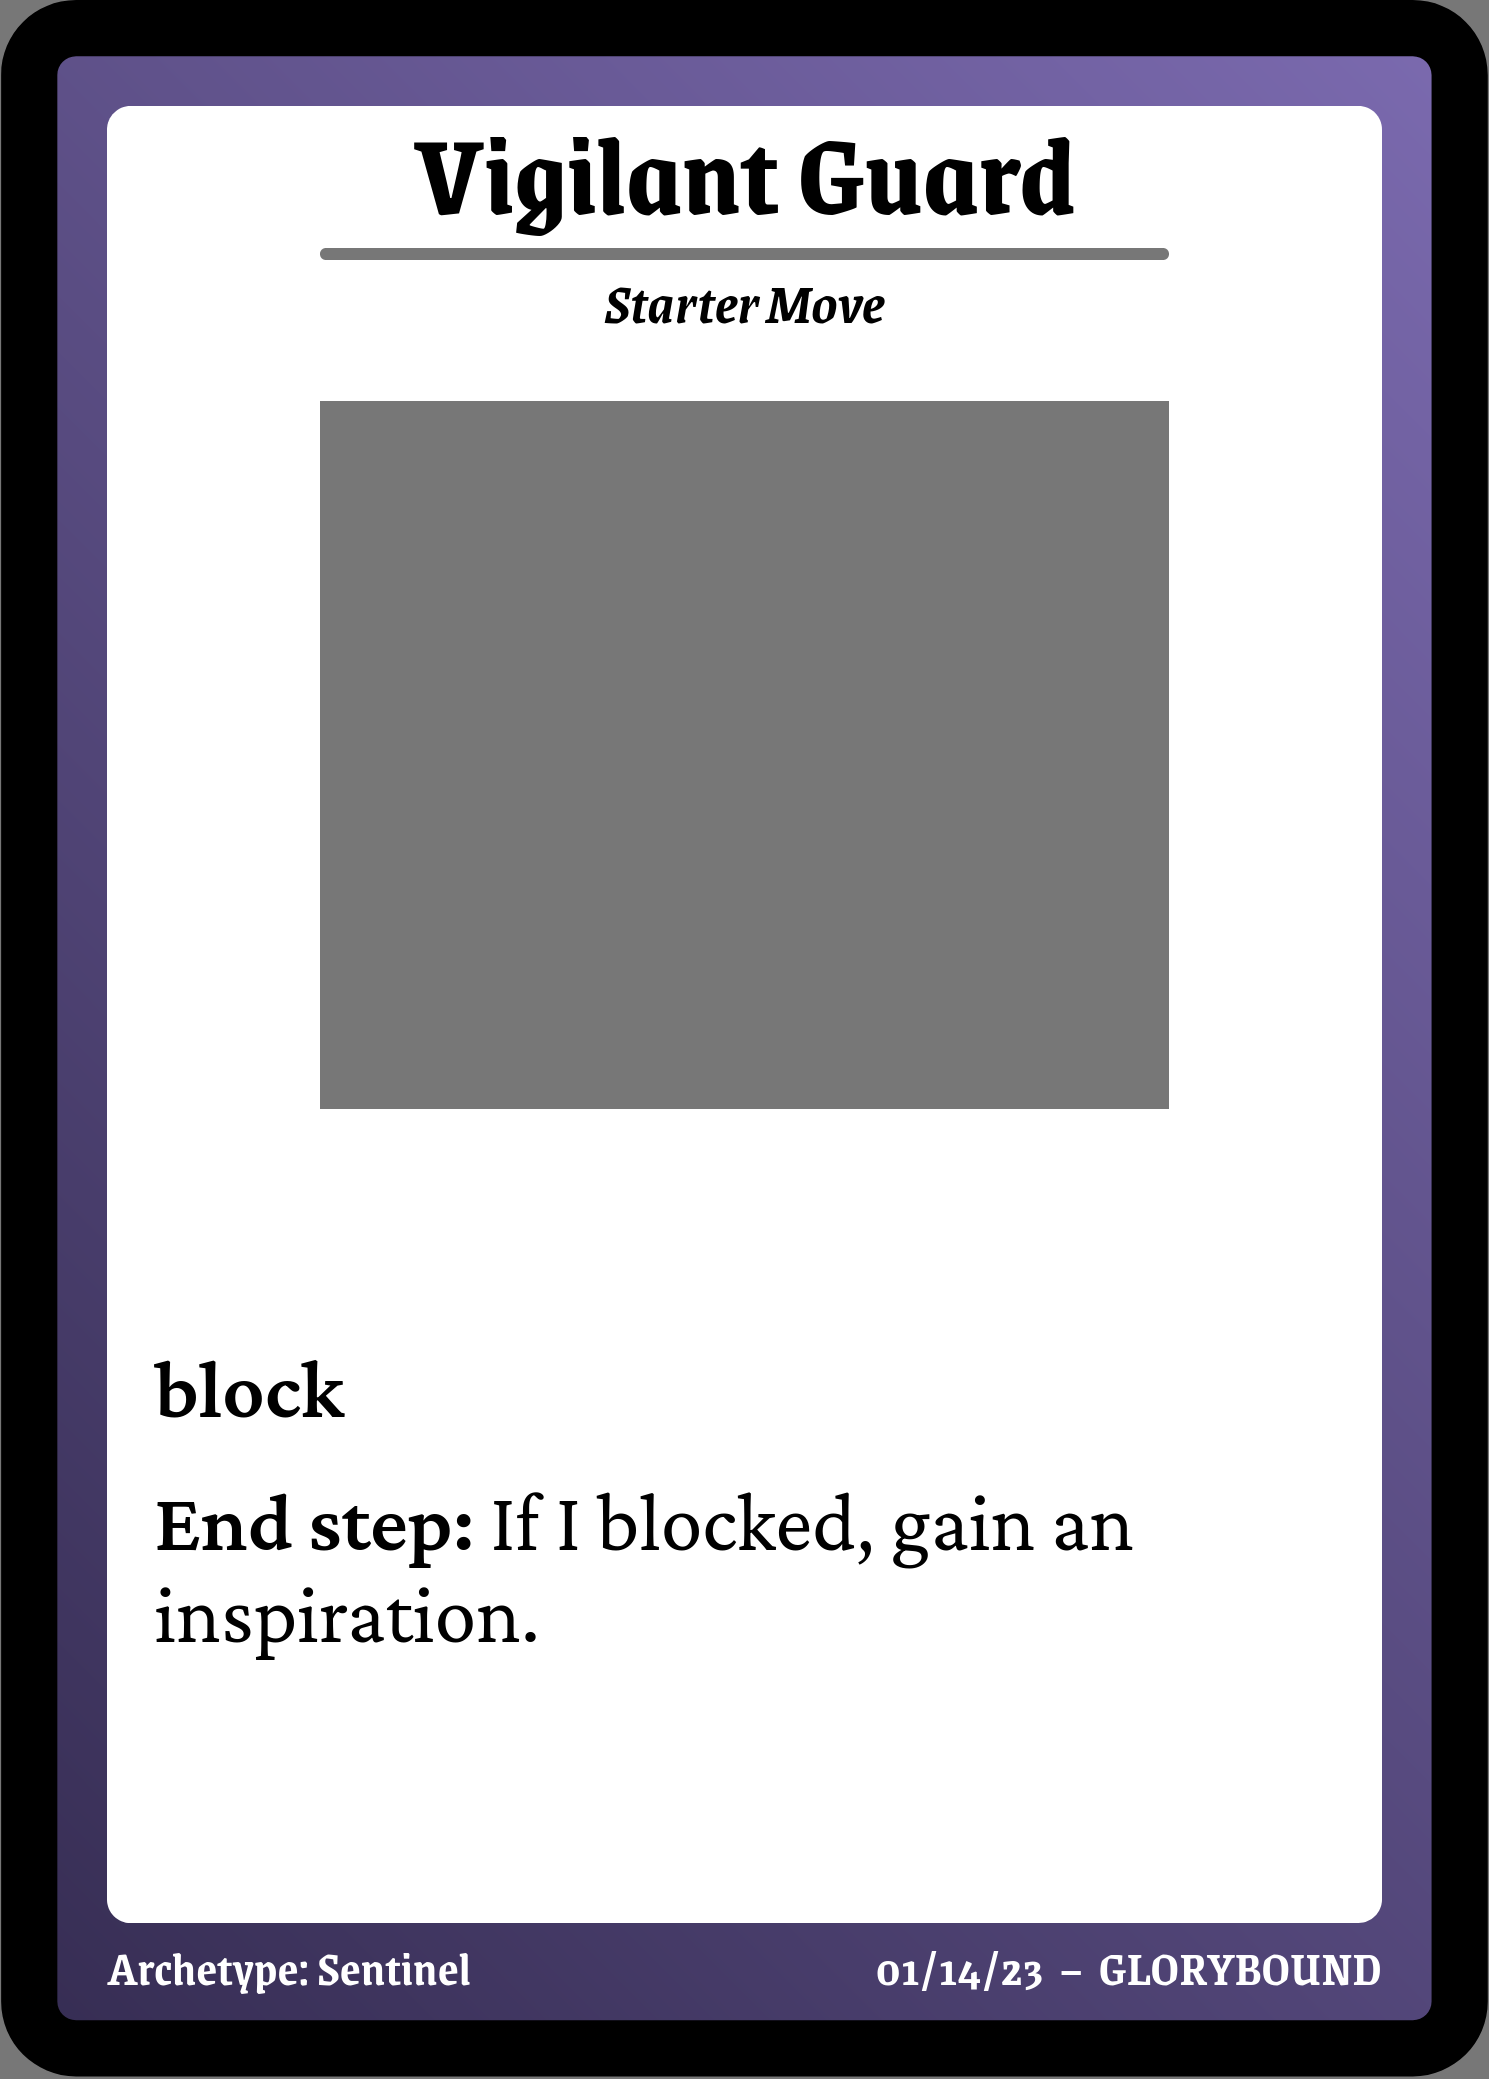 Vigilant Guard
Starter Move
block
End step: If I blocked, gain an
inspiration.
Archetype: Sentinel
01/14/23 – GLORYBOUND